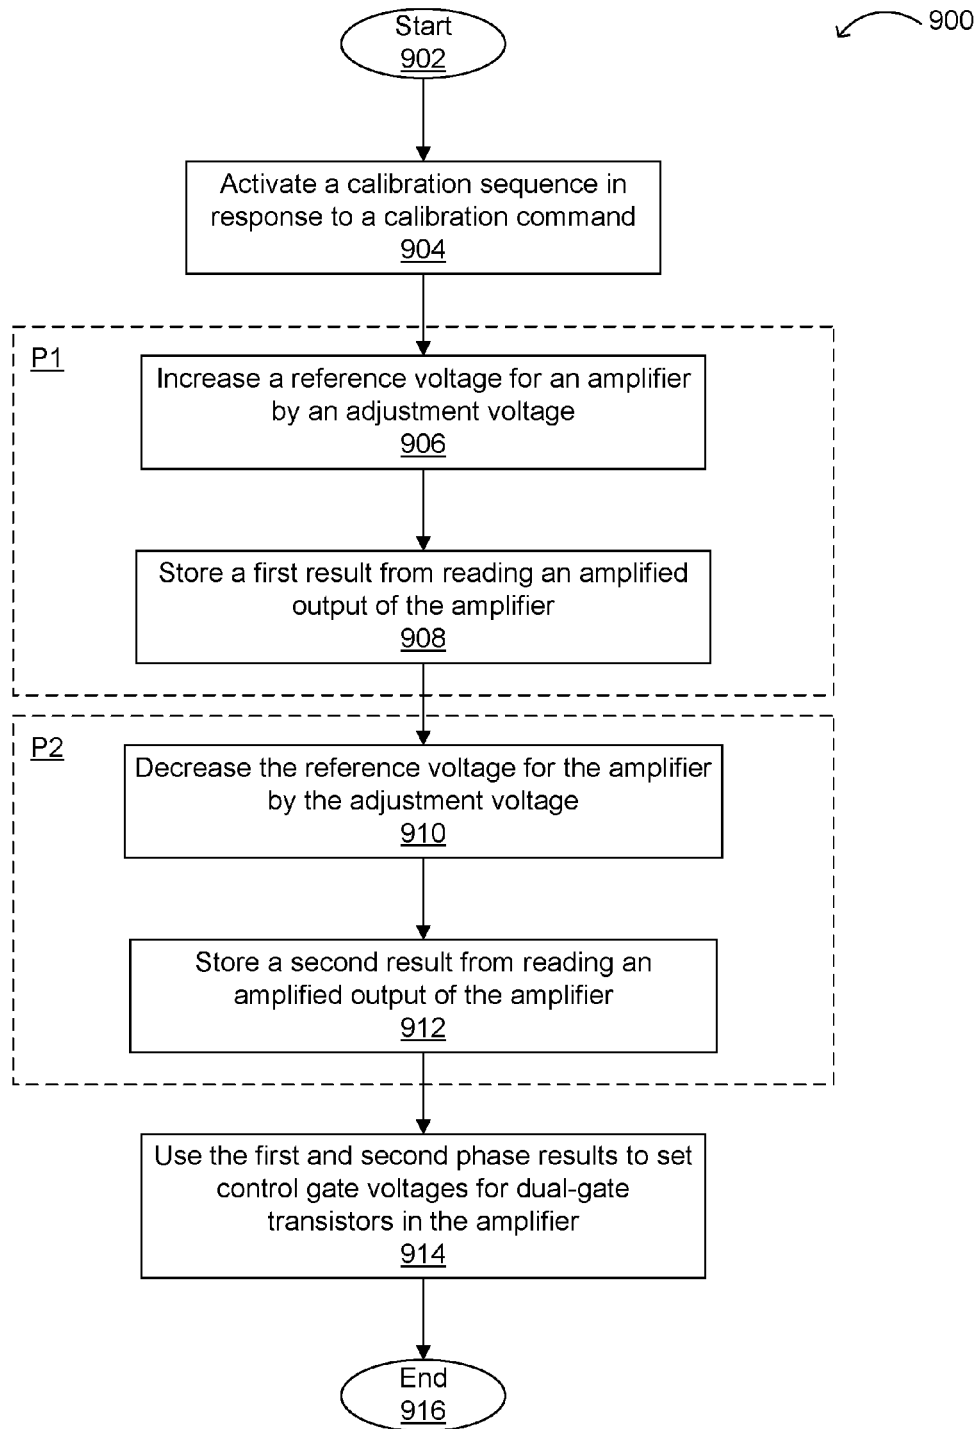 900
Start
902
Activate a calibration sequence in
response to a calibration command
904
P1
Increase a reference voltage for an amplifier
by an adjustment voltage
906
Store a first result from reading an amplified
output of the amplifier
908
P2
Decrease the reference voltage for the amplifier
by the adjustment voltage
910
Store a second result from reading an
amplified output of the amplifier
912
Use the first and second phase results to set
control gate voltages for dual-gate
transistors in the amplifier
914
End
916